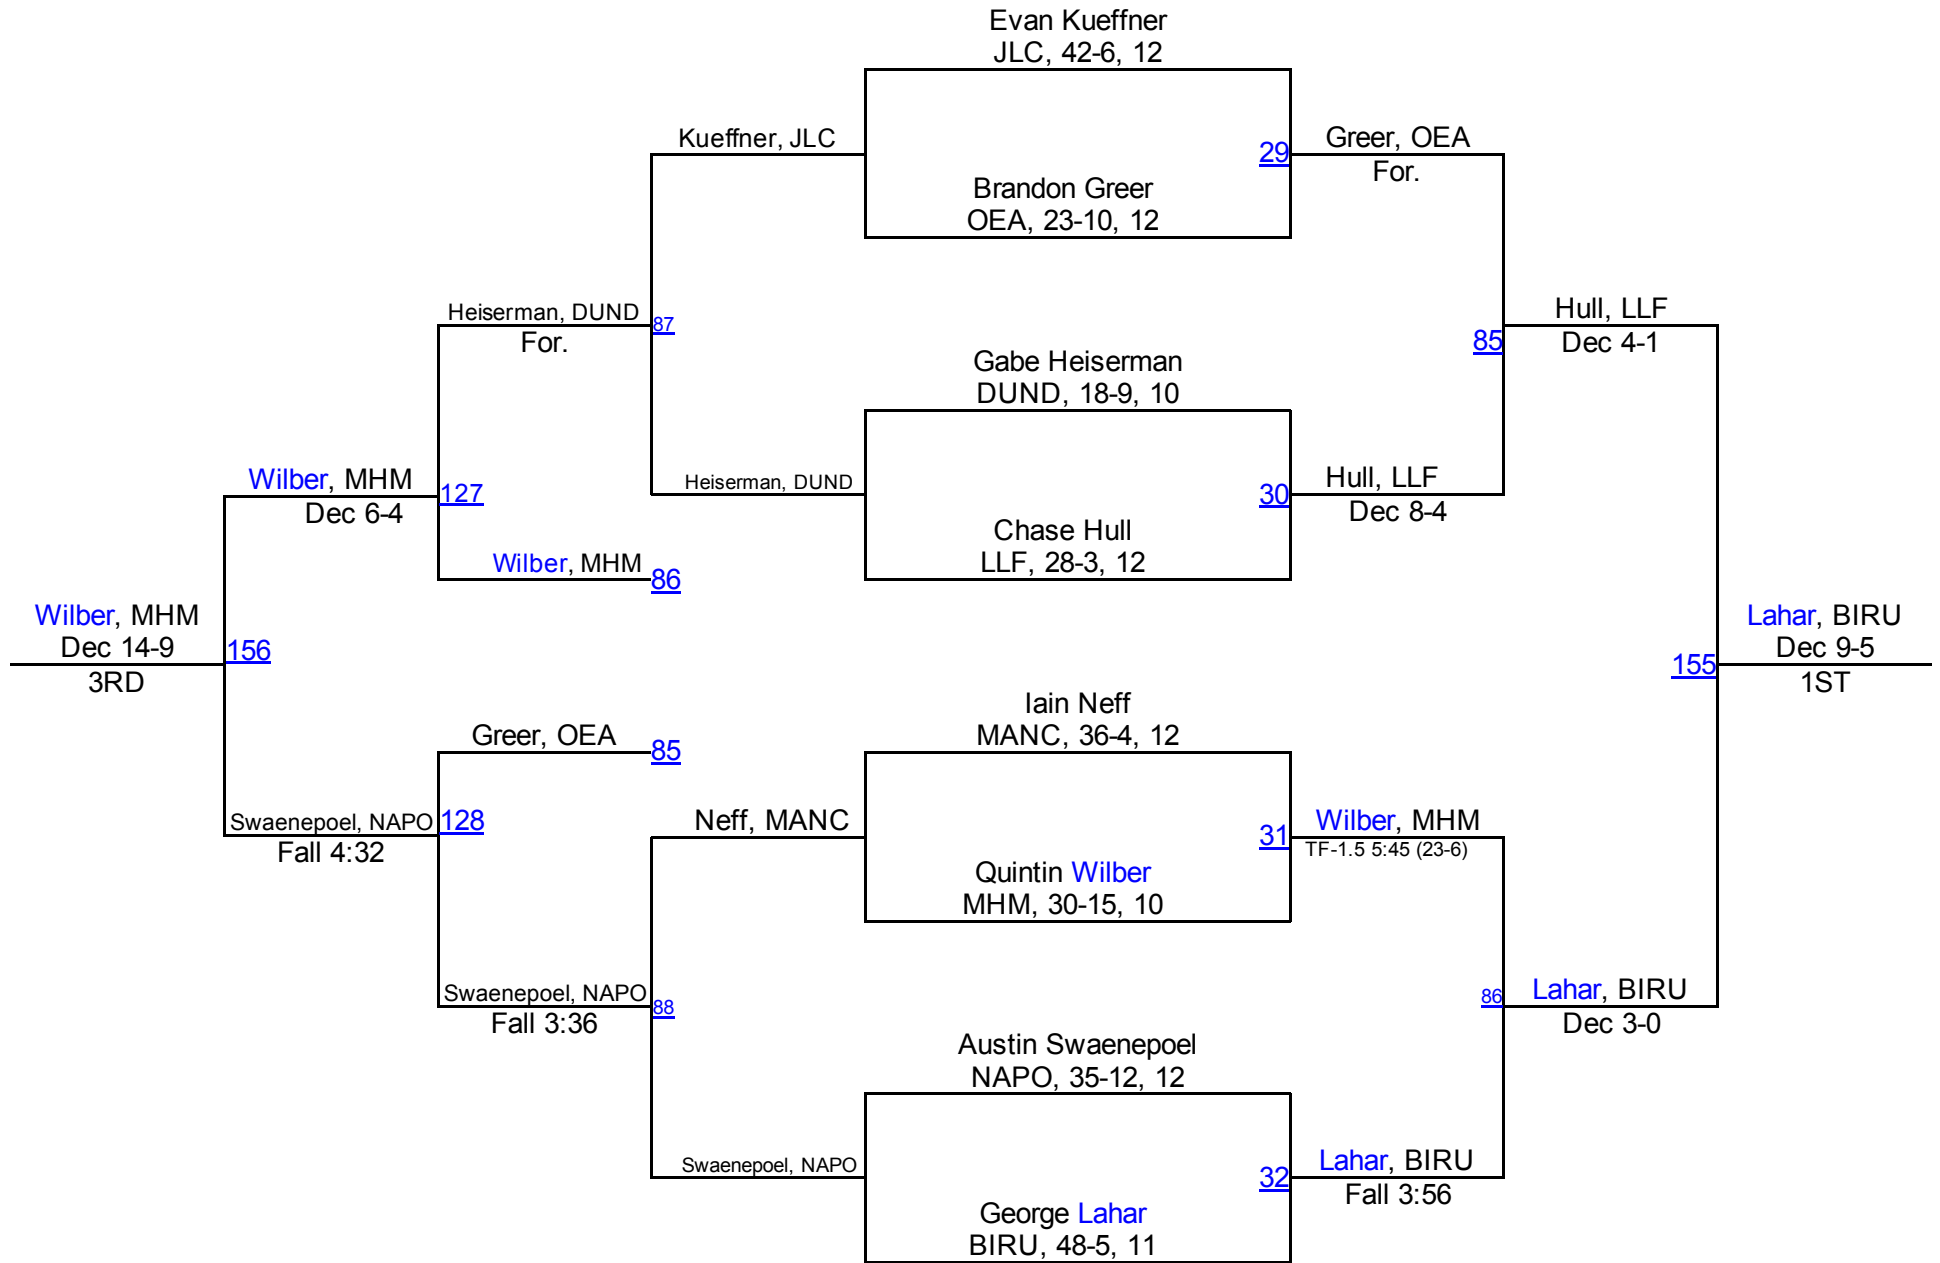 Evan Kueffner
JLC, 42-6, 12
Kueffner, JLC
29
Greer, OEA
For.
Brandon Greer
OEA, 23-10, 12
Heiserman, DUND
For.
87
85
Hull, LLF
Dec 4-1
Gabe Heiserman
DUND, 18-9, 10
Wilber, MHM
Dec 6-4
127
Heiserman, DUND
30
Hull, LLF
Dec 8-4
Chase Hull
LLF, 28-3, 12
Wilber, MHM
86
Wilber, MHM
Dec 14-9
3RD
156
155
Lahar, BIRU
Dec 9-5
1ST
Iain Neff
MANC, 36-4, 12
Greer, OEA
85
Swaenepoel, NAPO
Fall 4:32
128
Neff, MANC
31
Wilber, MHM
TF-1.5 5:45 (23-6)
Quintin Wilber
MHM, 30-15, 10
Swaenepoel, NAPO
Fall 3:36
88
86
Lahar, BIRU
Dec 3-0
Austin Swaenepoel
NAPO, 35-12, 12
Swaenepoel, NAPO
32
Lahar, BIRU
Fall 3:56
George Lahar
BIRU, 48-5, 11